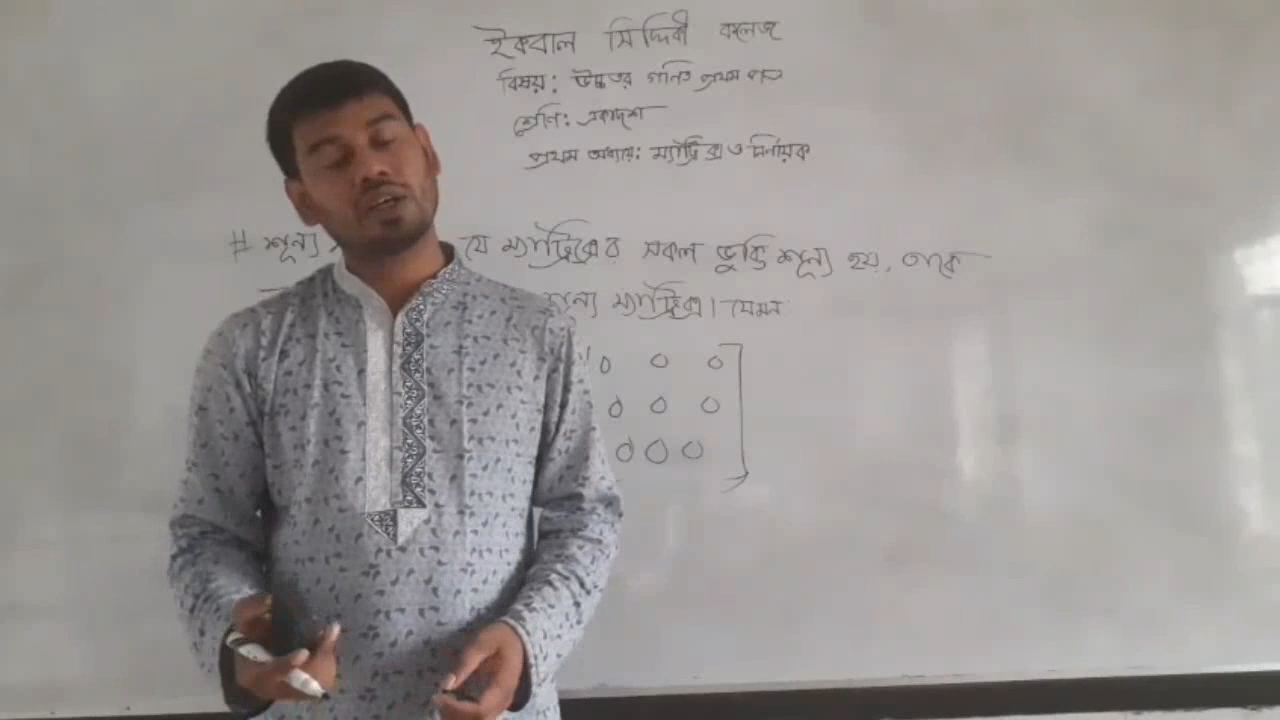 ইকবাল সিদ্দিকী কলেজ
বিষয়: উচ্চতর গনিত প্রথম পত্র
শ্রেণি: একাদশ
প্রথম অধ্যায়: ম্যাট্রিক্স ও নির্ণায়ক
# শূন্য যে ম্যাট্রিক্সের সকল ভুক্তি শূন্য হয়, তাকে
শূন্য ম্যাট্রিক্স। যেমন
0 0 0
0 0 0
0 0 0